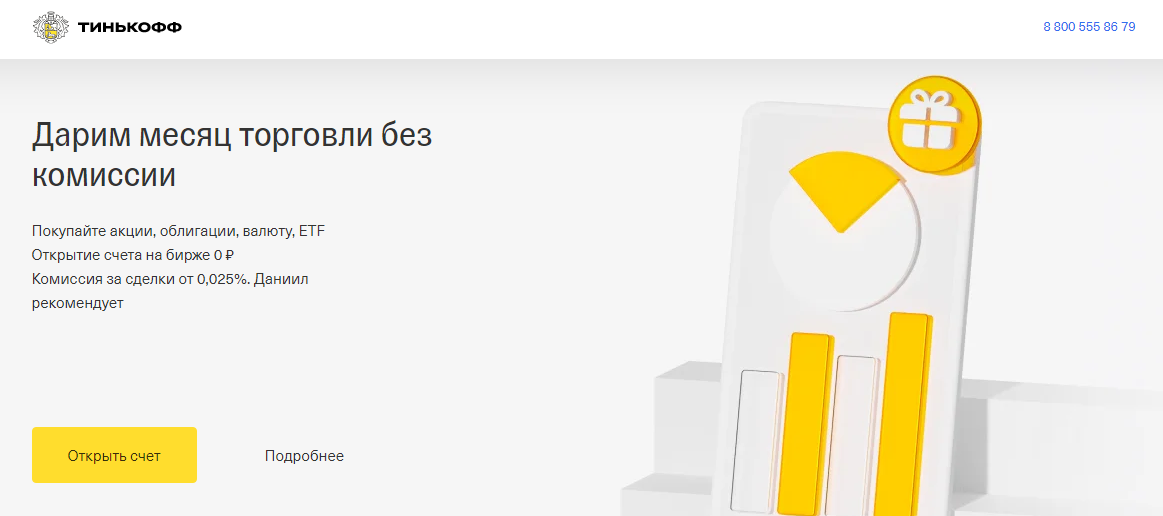 ТИНЬКОФФ
8 800 555 86 79
Дарим месяц торговли без
комиссии
Покупайте акции, облигации, валюту, ETF
Открытие счета на бирже 0 ₽
Комиссия за сделки от 0,025%. Даниил
рекомендует
Открыть счет
Подробнее